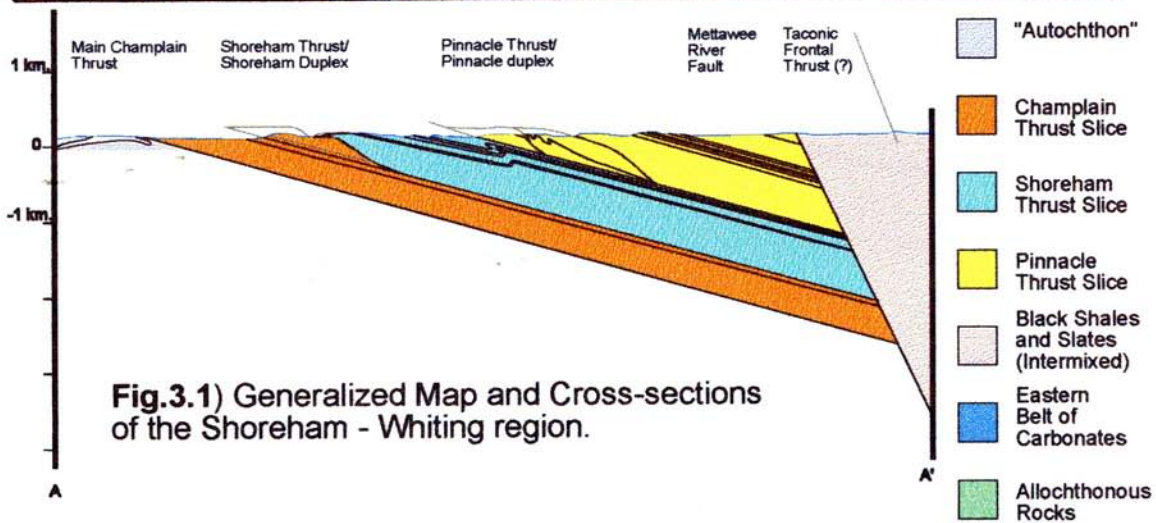 Main Champlain
Thrust
Shoreham Thrust/
Shoreham Duplex
Pinnacle Thrust/
Pinnacle duplex
Mettawee
River
Fault
Taconic
Frontal
Thrust (?)
1 km.
0
-1 km.
Fig.3.1) Generalized Map and Cross-sections
of the Shoreham - Whiting region.
A
A'
"Autochthon"
Champlain
Thrust Slice
Shoreham
Thrust Slice
Pinnacle
Thrust Slice
Black Shales
and Slates
(Intermixed)
Eastern
Belt of
Carbonates
Allochthonous
Rocks